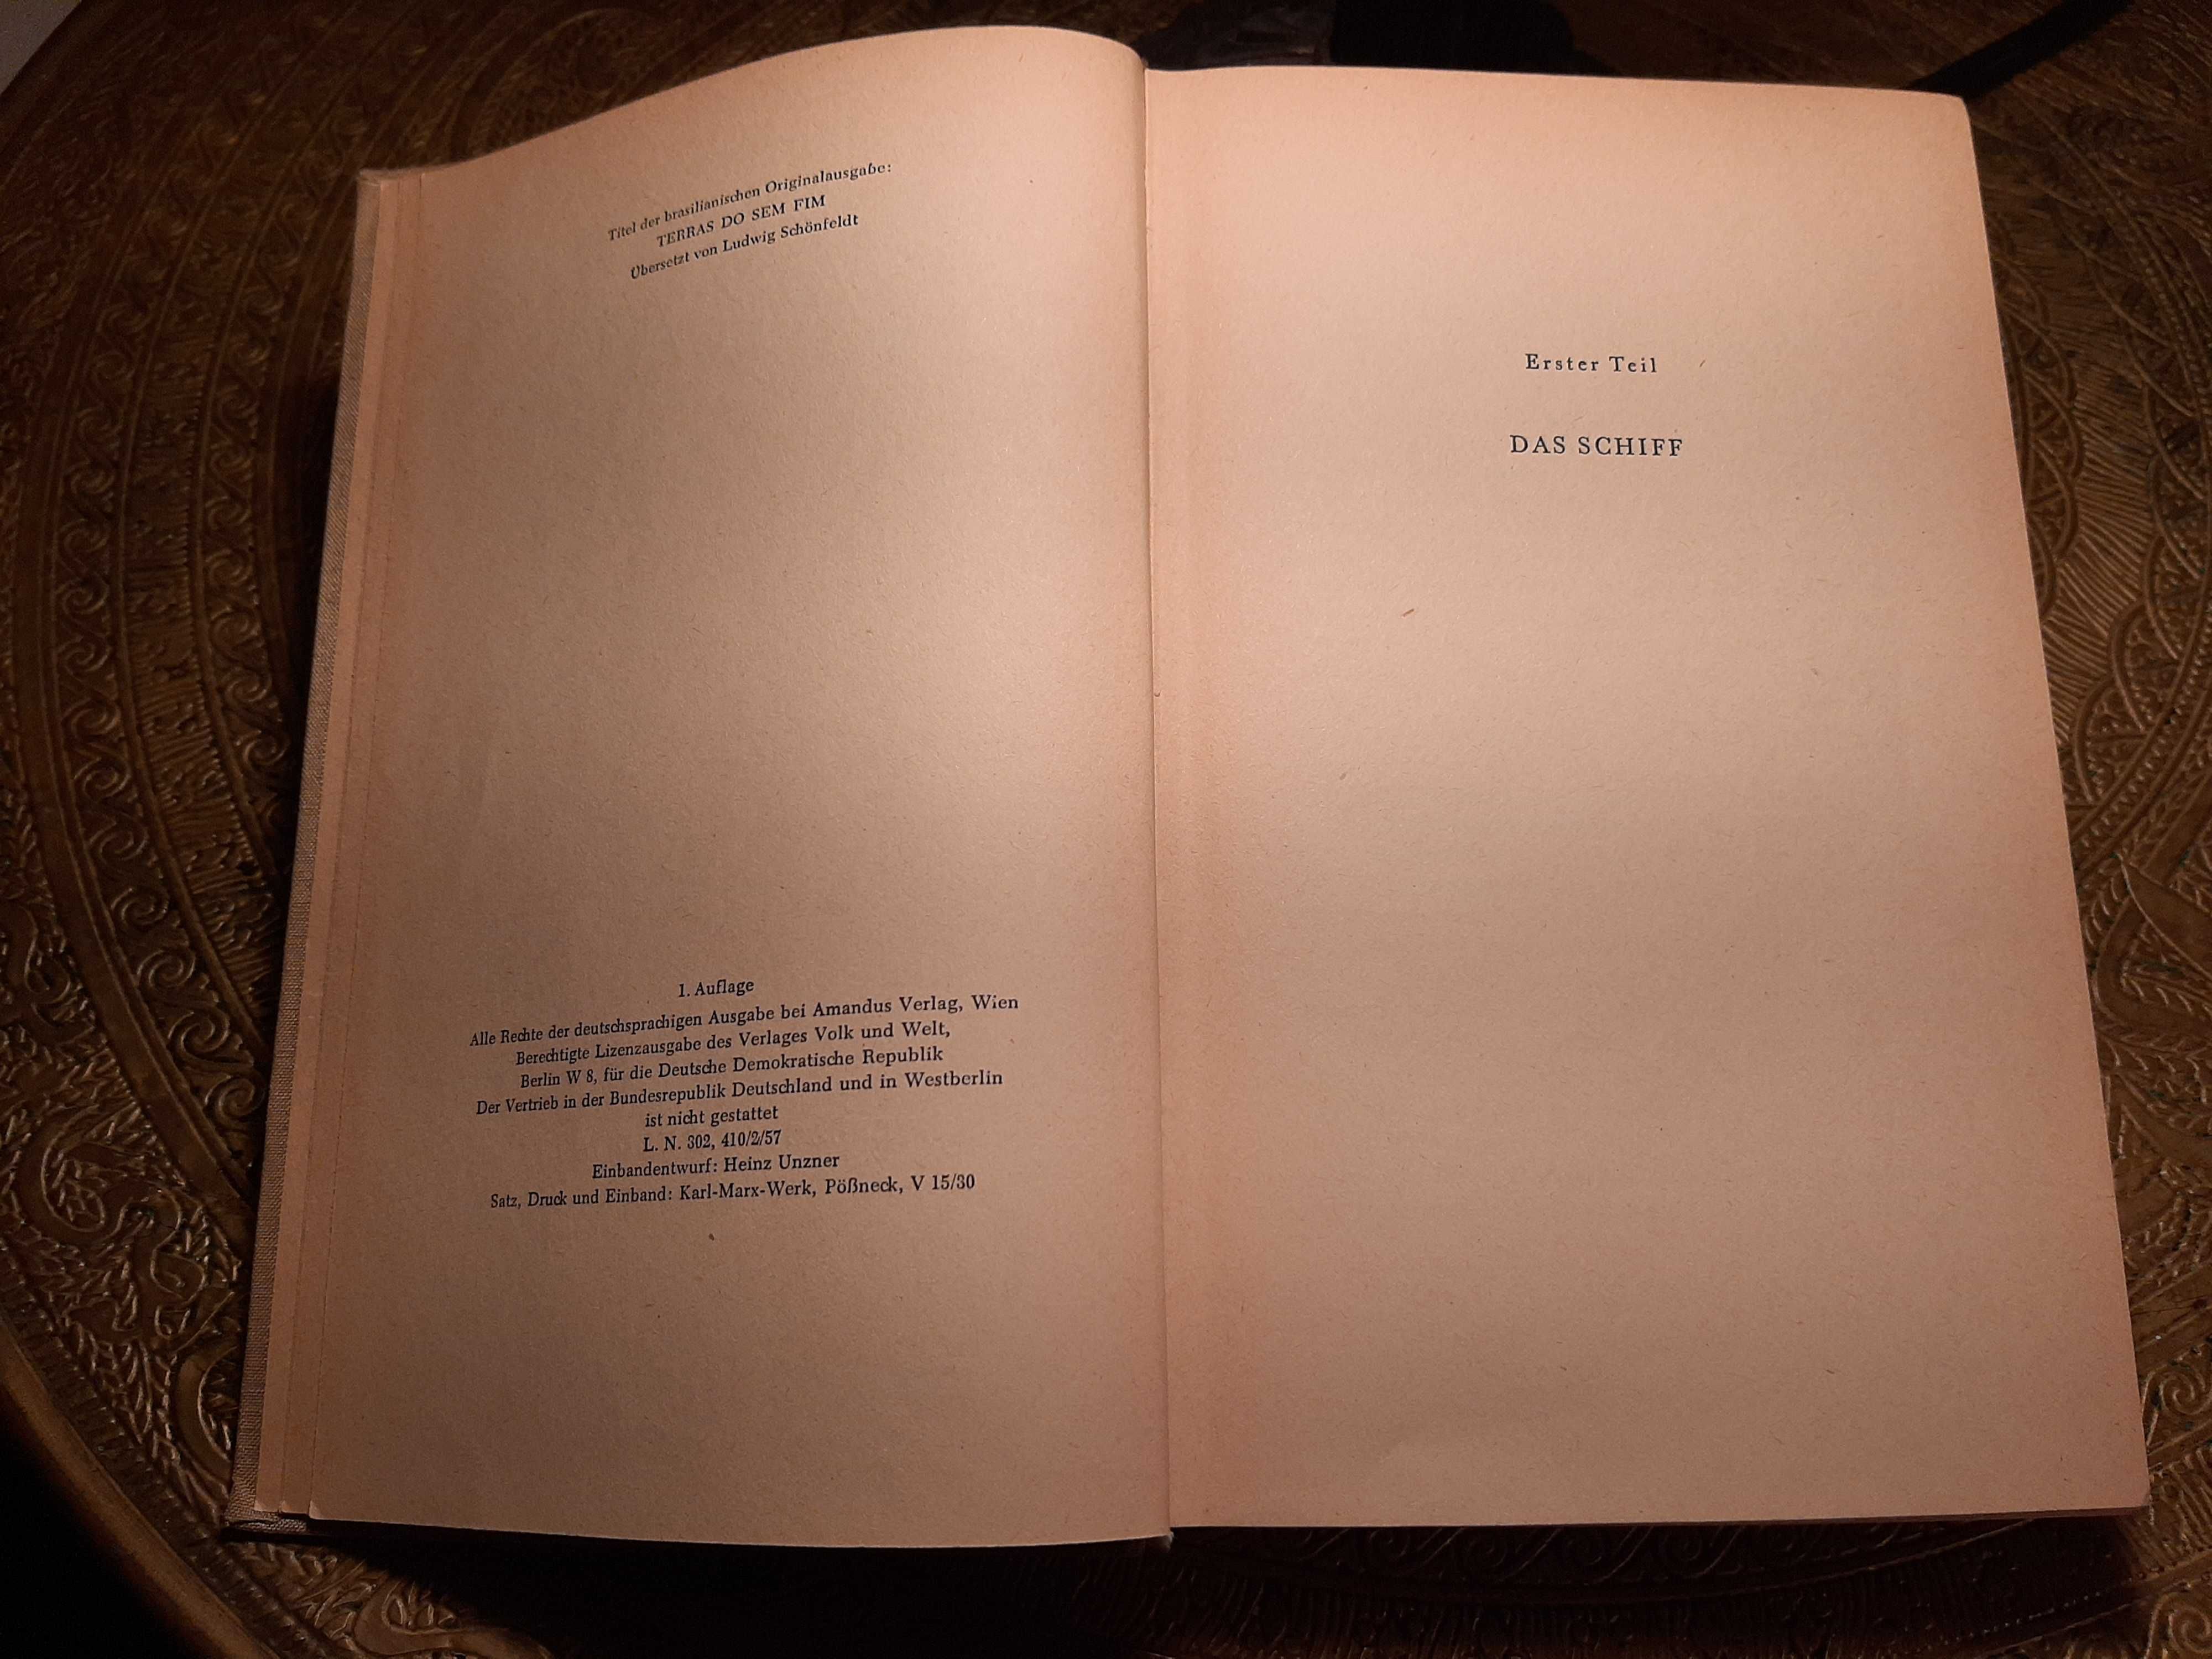 Titel der brasilianischen Originalausgabe:
TERRAS DO SEM FIM
Übersetzt von Ludwig Schönfeldt
1. Auflage
Alle Rechte der deutschsprachigen Ausgabe bei Amandus Verlag, Wien
Berechtigte Lizenzausgabe des Verlages Volk und Welt,
Berlin W 8, für die Deutsche Demokratische Republik
Der Vertrieb in der Bundesrepublik Deutschland und in Westberlin
ist nicht gestattet
L. N. 302, 410/2/57
Einbandentwurf: Heinz Unzner
Satz, Druck und Einband: Karl-Marx-Werk, Pößneck, V 15/30
Erster Teil
DAS SCHIFF